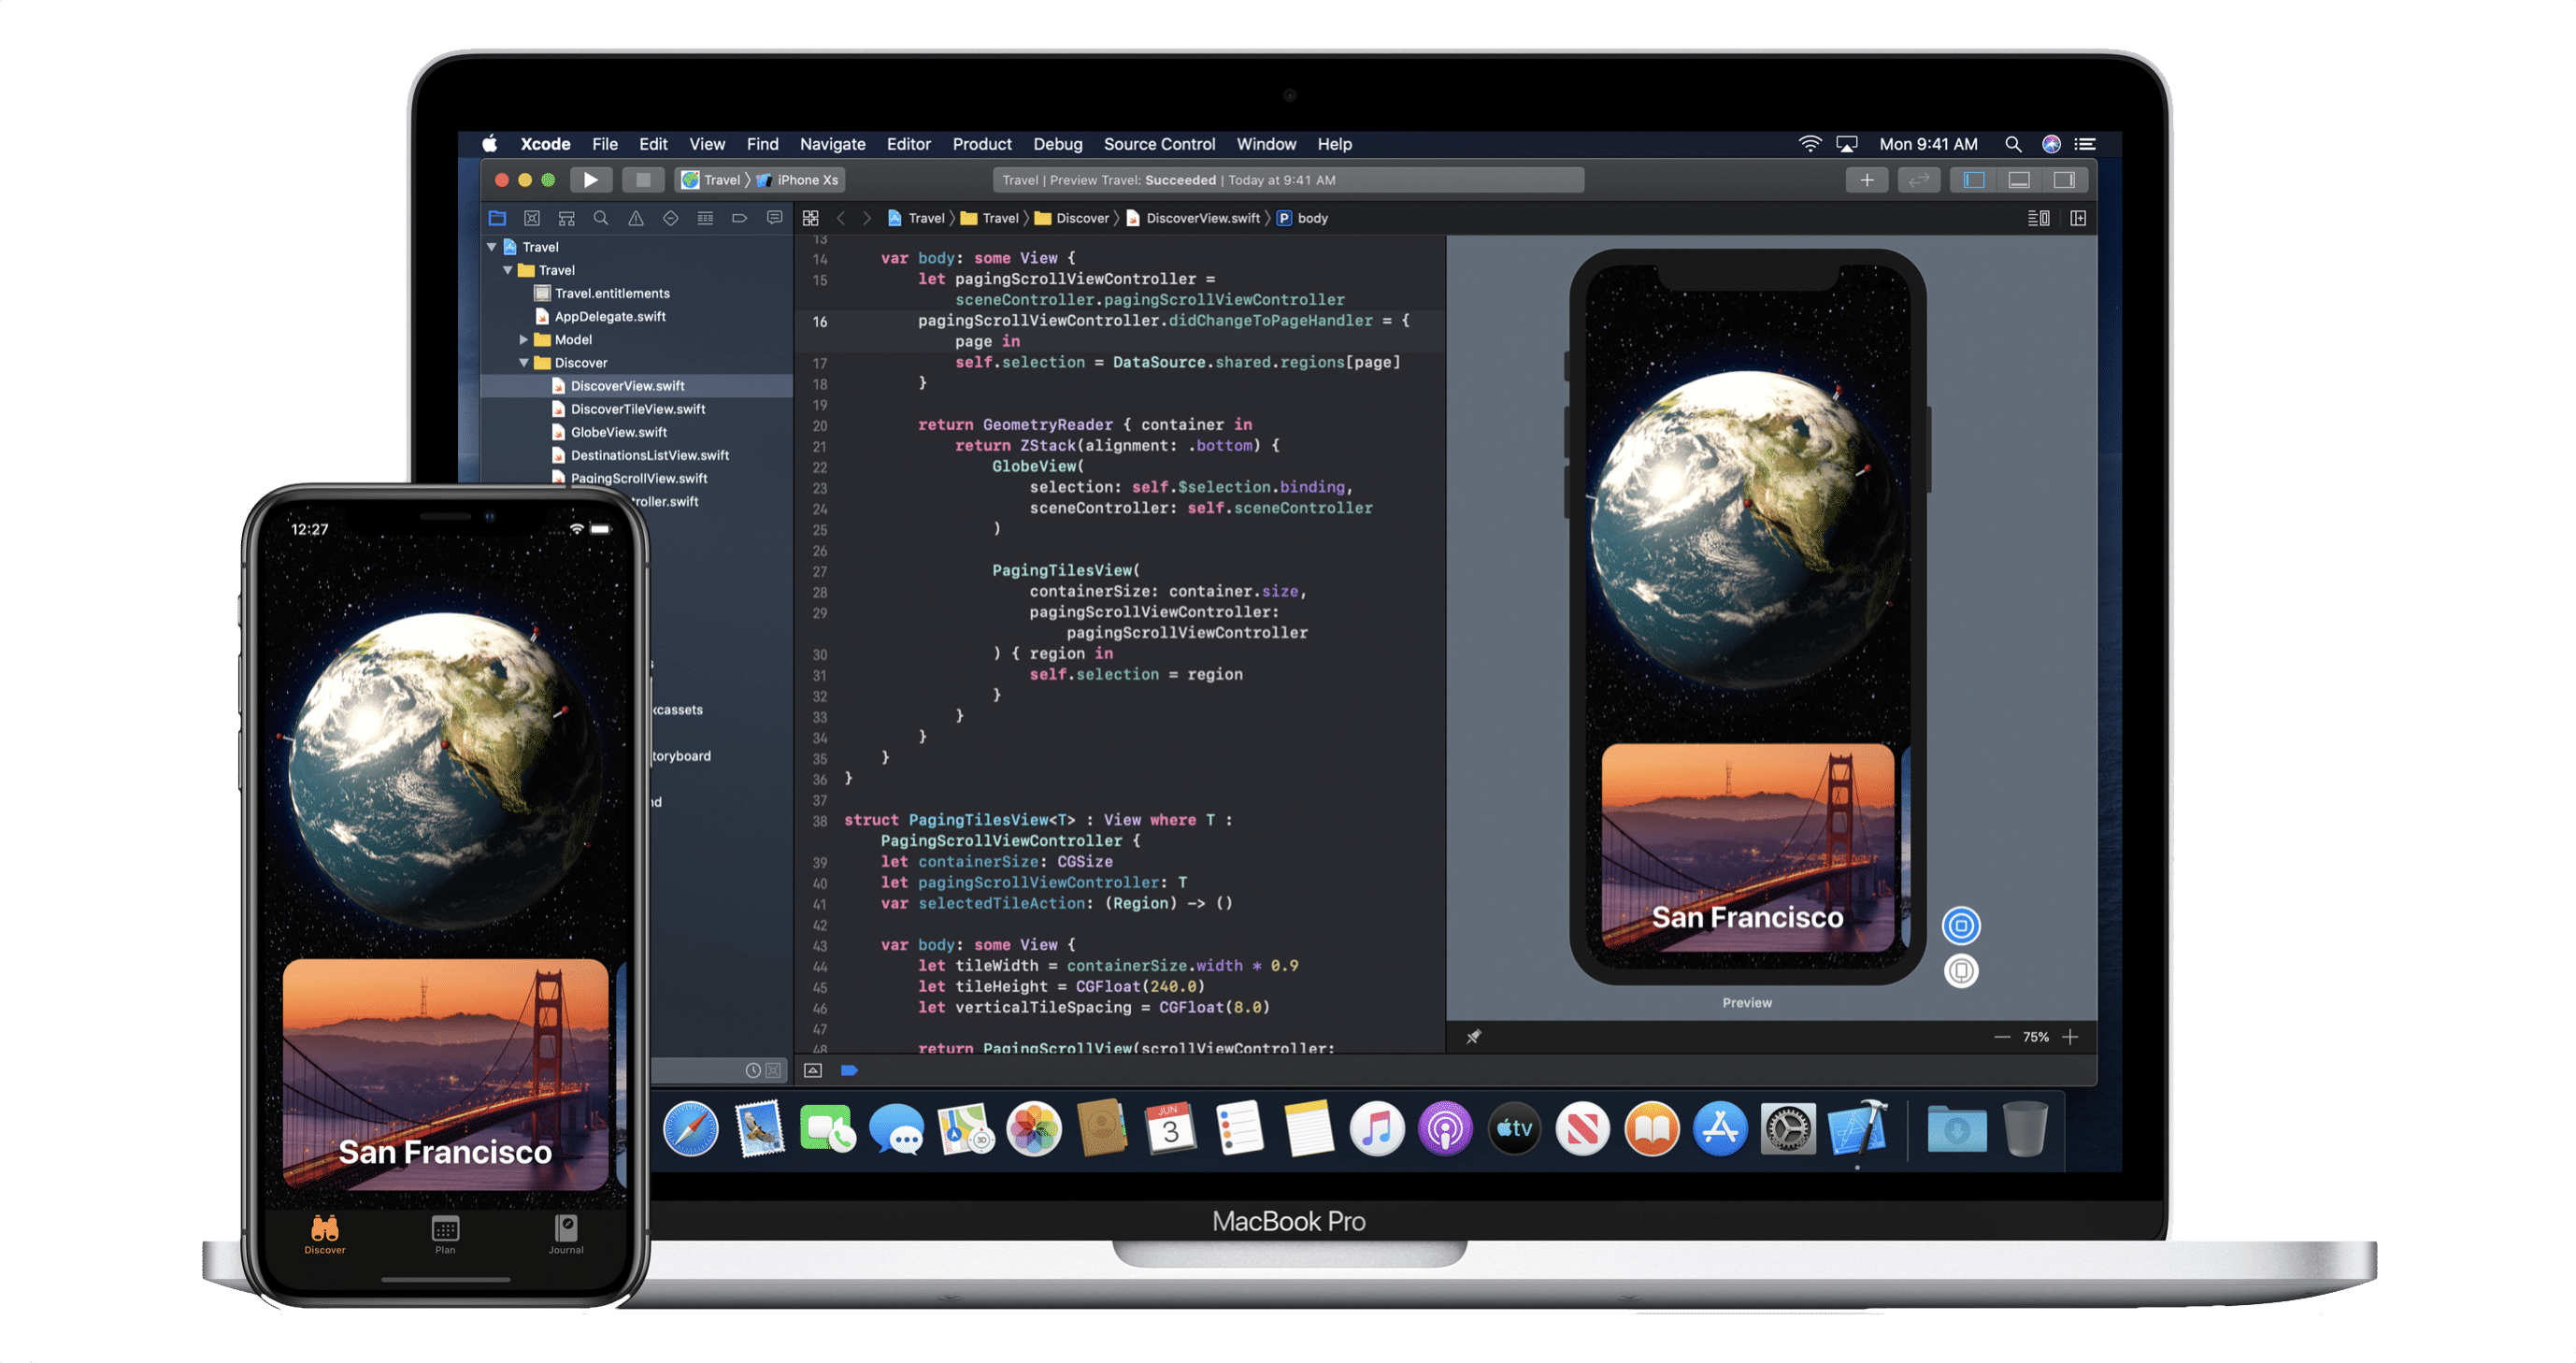 Xcode File Edit View Find Navigate Editor Product Debug Source Control Window Help
Mon 9:41 AM
Travel 〉 iPhone Xs
Travel | Preview Travel: Succeeded | Today at 9:41 AM
Travel 〉 Travel 〉 Discover 〉 DiscoverView.swift 〉 P body
Travel
Travel
Travel.entitlements
AppDelegate.swift
Model
Discover
DiscoverView.swift
DiscoverTileView.swift
GlobeView.swift
DestinationsListView.swift
PagingScrollView.swift
troller.swift
s
kcassets
toryboard
nd
13
14 var body: some View {
15 let pagingScrollViewController =
sceneController.pagingScrollViewController
16 pagingScrollViewController.didChangeToPageHandler = {
page in
17 self.selection = DataSource.shared.regions[page]
18 }
19
20 return GeometryReader { container in
21 return ZStack(alignment: .bottom) {
22 GlobeView(
23 selection: self.$selection.binding,
24 sceneController: self.sceneController
25 )
26
27 PagingTilesView(
28 containerSize: container.size,
29 pagingScrollViewController:
pagingScrollViewController
30 ) { region in
31 self.selection = region
32 }
33 }
34 }
35 }
36 }
37
38 struct PagingTilesView<T> : View where T :
PagingScrollViewController {
39 let containerSize: CGSize
40 let pagingScrollViewController: T
41 var selectedTileAction: (Region) -> ()
42
43 var body: some View {
44 let tileWidth = containerSize.width * 0.9
45 let tileHeight = CGFloat(240.0)
46 let verticalTileSpacing = CGFloat(8.0)
47
48 return PagingScrollView(scrollViewController:
San Francisco
Preview
75%
12:27
San Francisco
Discover Plan Journal
3D
JUN
3
tv
MacBook Pro